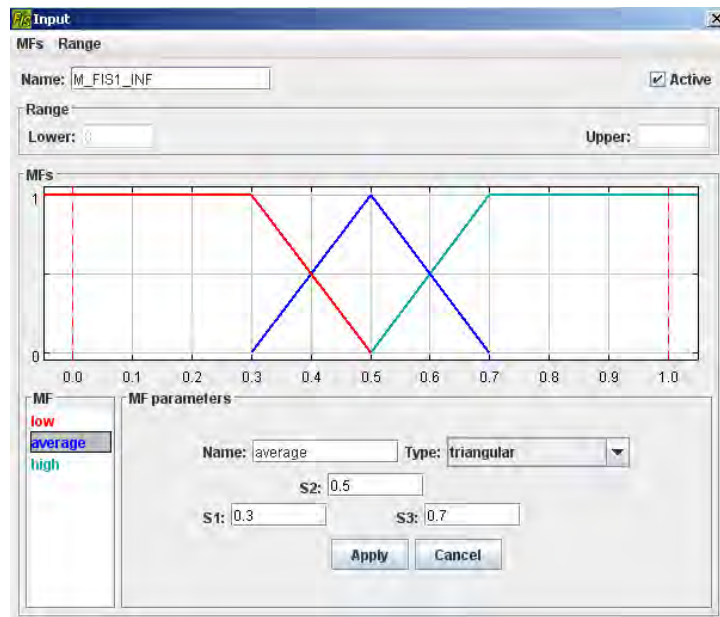 Fis Input X
MFs Range
Name: M_FIS1_INF Active
Range
Lower: Upper:
MFs
1
0
0.0 0.1 0.2 0.3 0.4 0.5 0.6 0.7 0.8 0.9 1.0
MF
low
average
high
MF parameters
Name: average Type: triangular
S2: 0.5
S1: 0.3 S3: 0.7
Apply Cancel